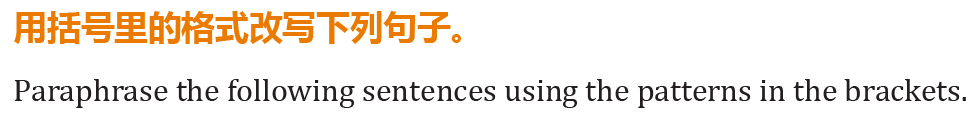 用括号里的格式改写下列句子。
Paraphrase the following sentences using the patterns in the brackets.